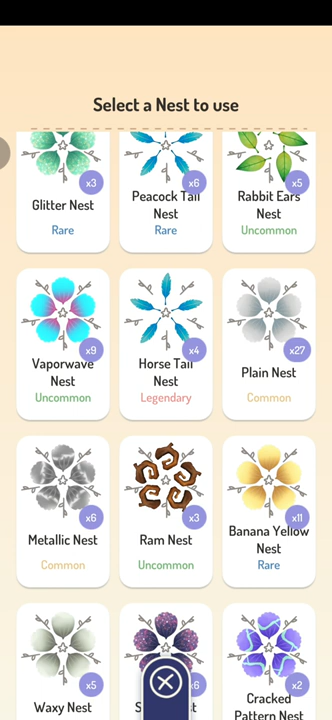 Select a Nest to use
x3
x6
x5
Glitter Nest
Peacock Tail
Nest
Rabbit Ears
Nest
Rare
Rare
Uncommon
x9
x4
x27
Vaporwave
Nest
Horse Tail
Nest
Plain Nest
Uncommon
Legendary
Common
x6
x3
x11
Metallic Nest
Ram Nest
Banana Yellow
Nest
Common
Uncommon
Rare
x5
x6
x2
Waxy Nest
Cracked
Pattern Nest